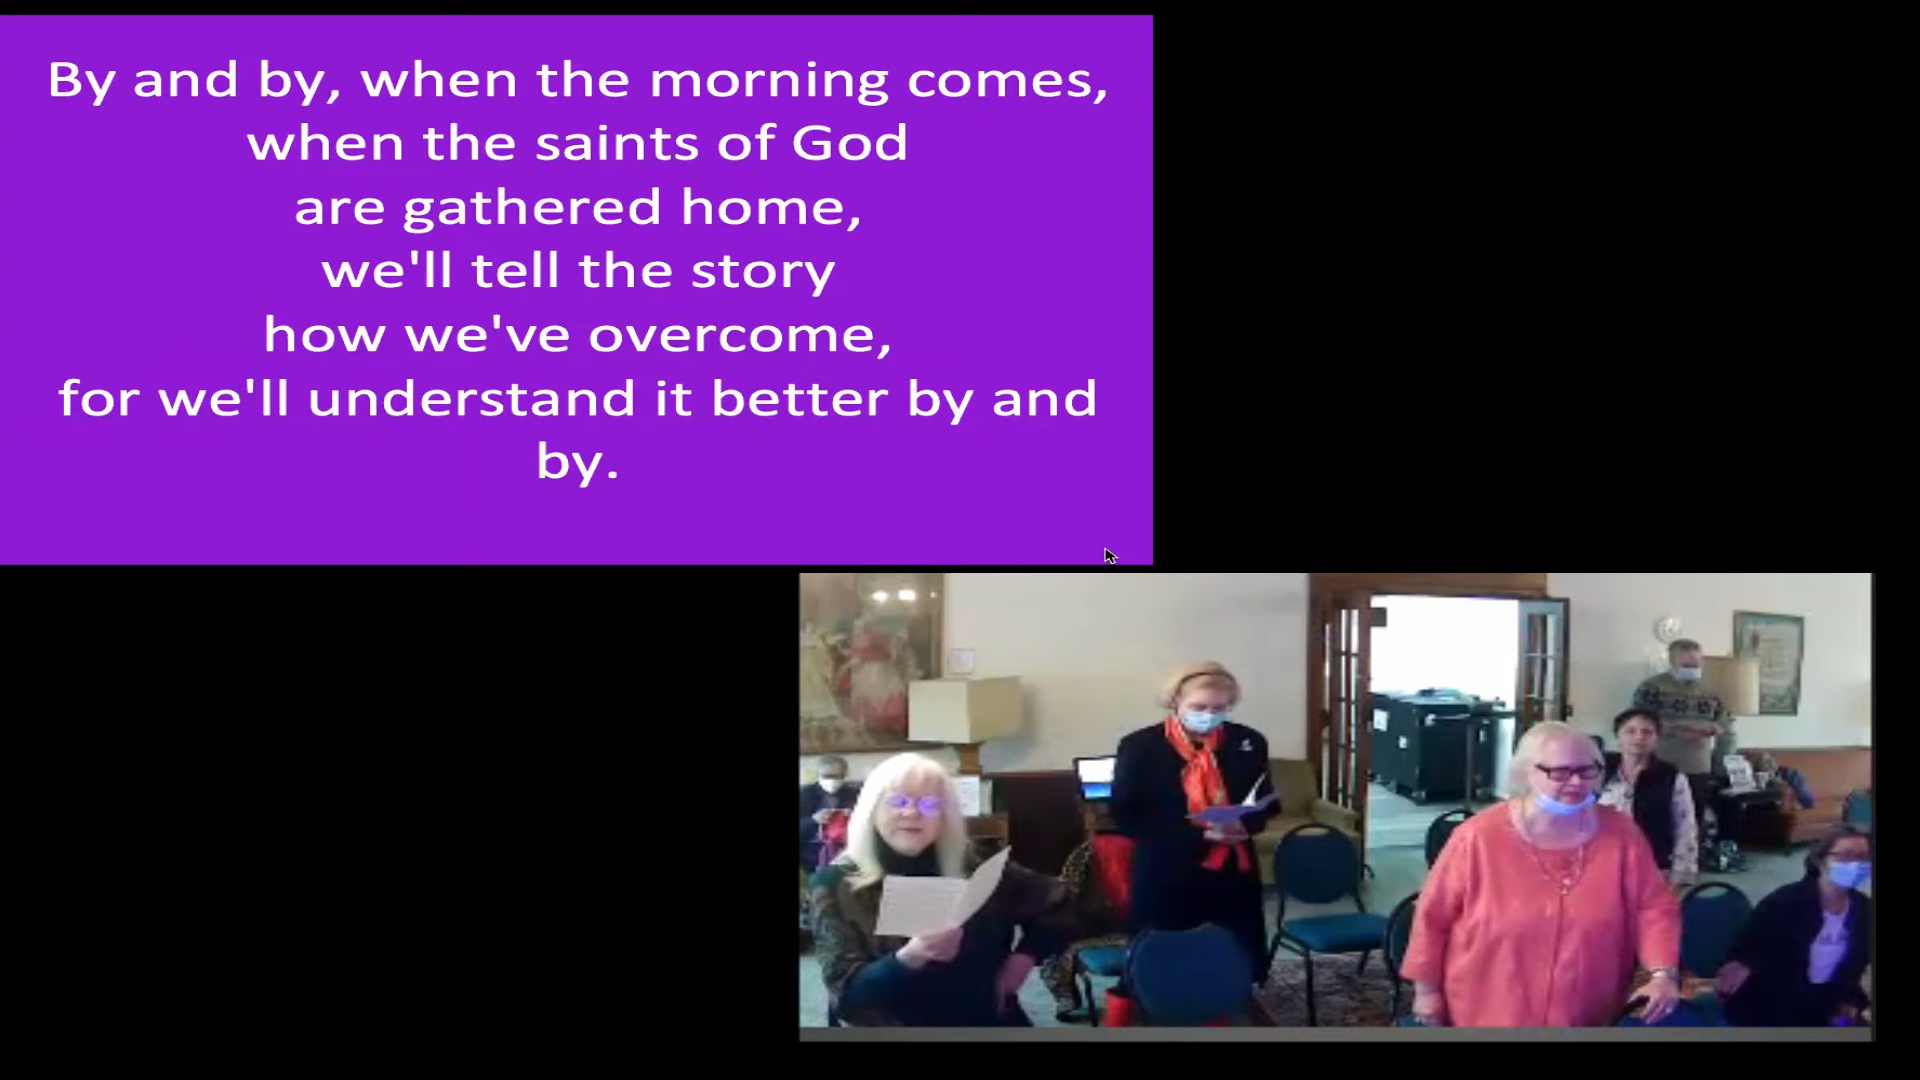 By and by, when the morning comes,
when the saints of God
are gathered home,
we'll tell the story
how we've overcome,
for we'll understand it better by and
by.